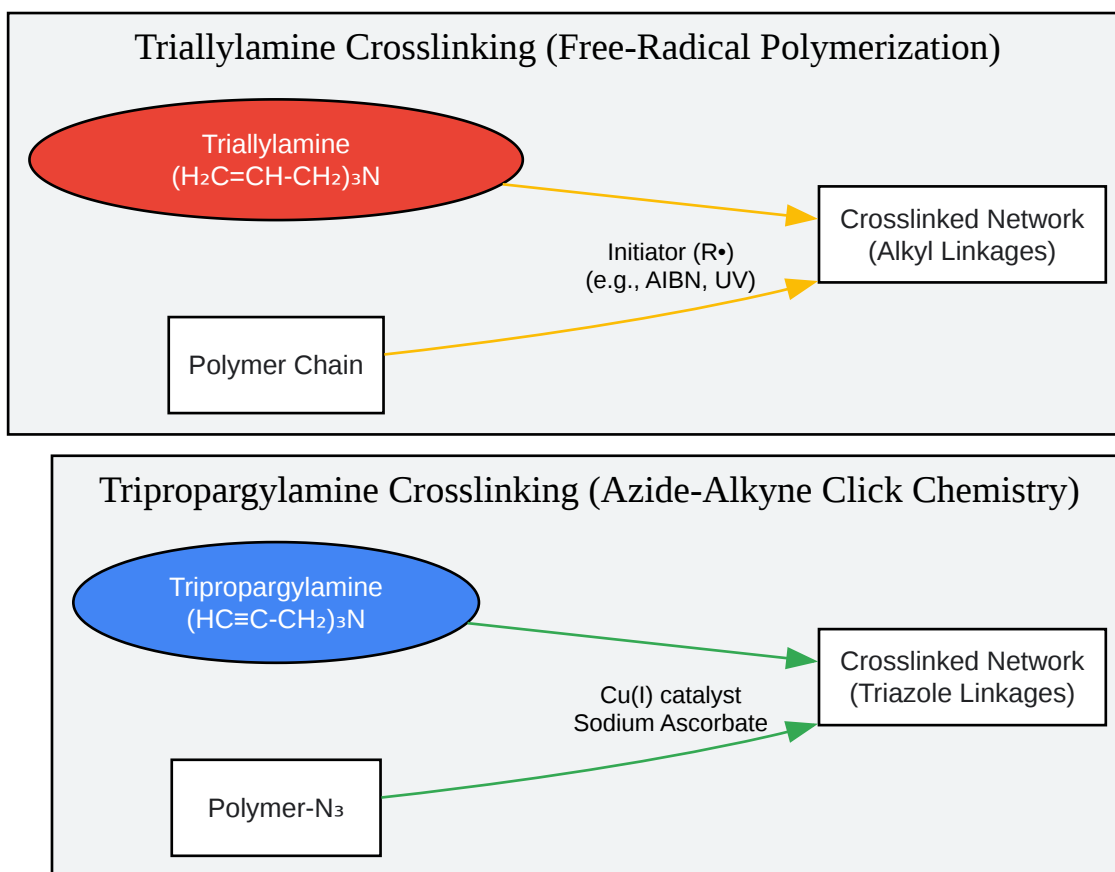 Triallylamine Crosslinking (Free-Radical Polymerization)
Triallylamine
(H₂C=CH-CH₂)₃N
Crosslinked Network
(Alkyl Linkages)
Initiator (R•)
(e.g., AIBN, UV)
Polymer Chain
Tripropargylamine Crosslinking (Azide-Alkyne Click Chemistry)
Tripropargylamine
(HC≡C-CH₂)₃N
Crosslinked Network
(Triazole Linkages)
Cu(I) catalyst
Sodium Ascorbate
Polymer-N₃